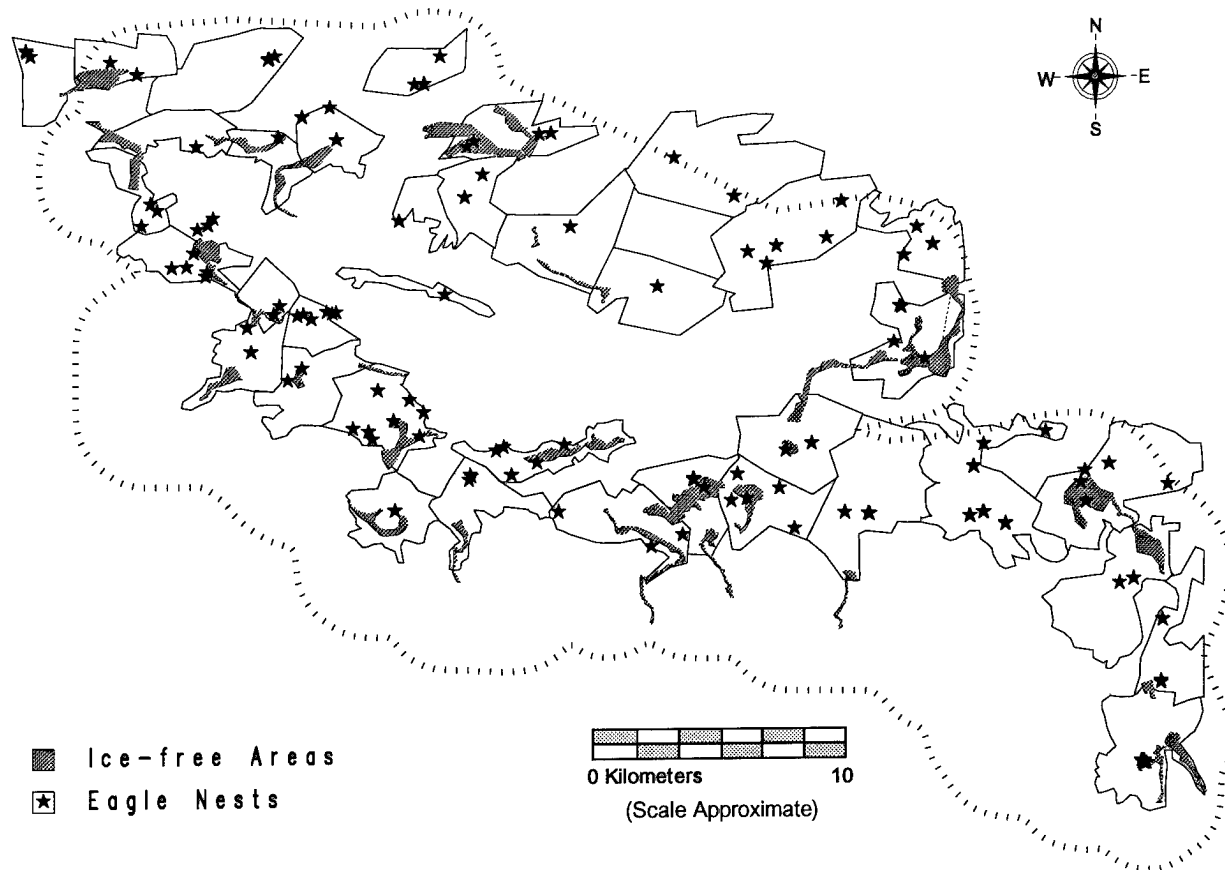 N
W E
S
Ice-free Areas
Eagle Nests
0 Kilometers 10
(Scale Approximate)